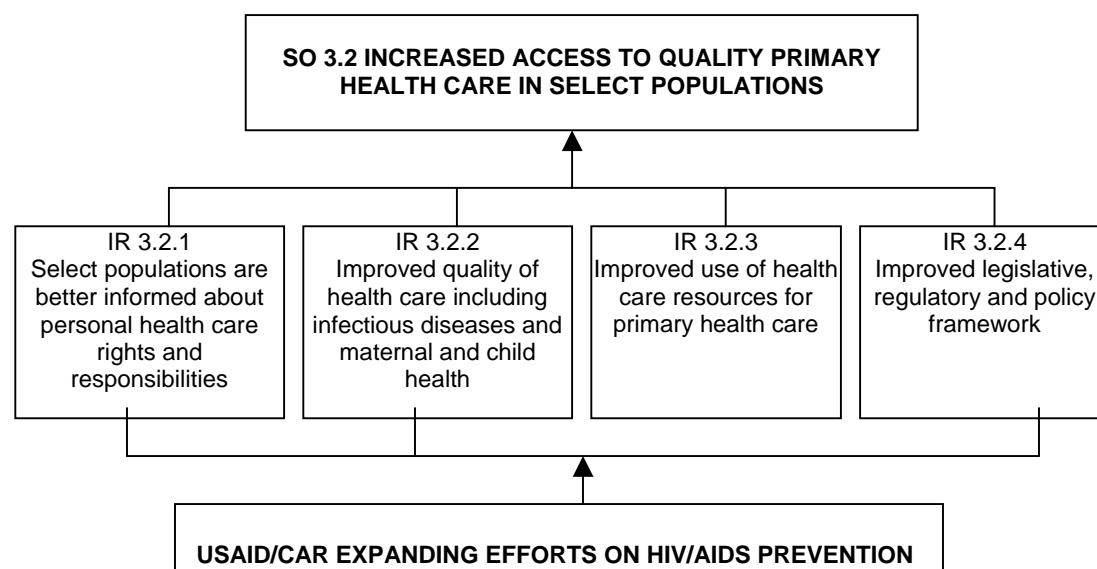 SO 3.2 INCREASED ACCESS TO QUALITY PRIMARY
HEALTH CARE IN SELECT POPULATIONS
IR 3.2.1
Select populations are
better informed about
personal health care
rights and
responsibilities
IR 3.2.2
Improved quality of
health care including
infectious diseases and
maternal and child
health
IR 3.2.3
Improved use of health
care resources for
primary health care
IR 3.2.4
Improved legislative,
regulatory and policy
framework
USAID/CAR EXPANDING EFFORTS ON HIV/AIDS PREVENTION